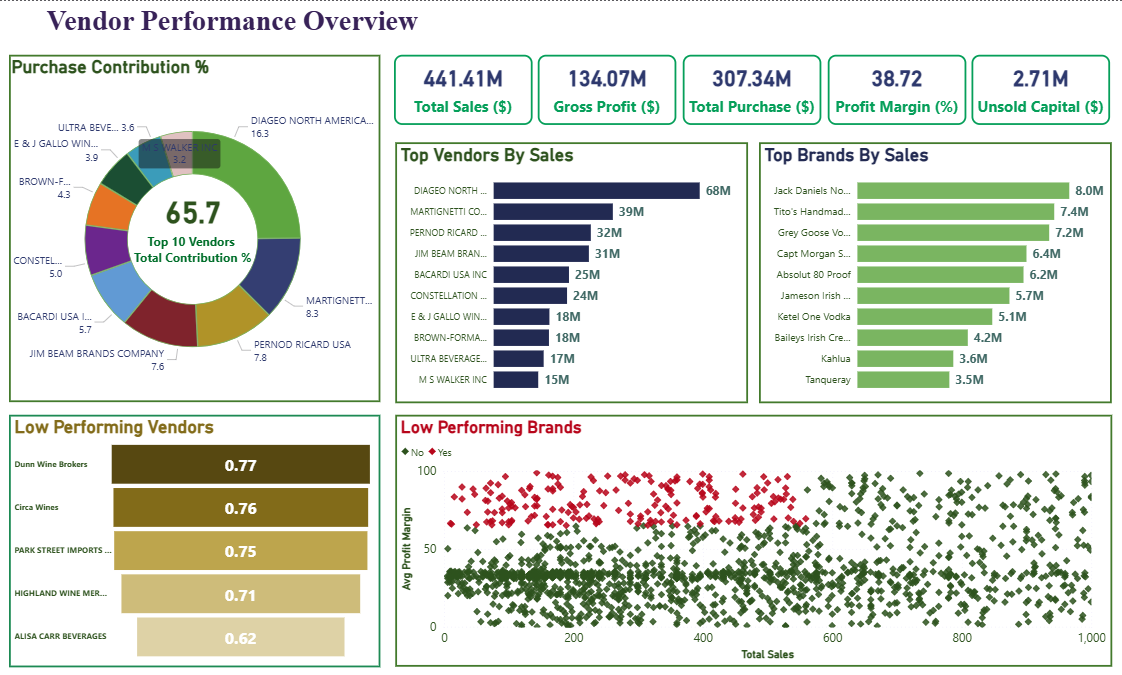 Vendor Performance Overview
Purchase Contribution %
ULTRA BEVE... 3.6
DIAGEO NORTH AMERICA...
16.3
E & J GALLO WIN...
3.9
M S WALKER INC
3.2
BROWN-F...
4.3
65.7
Top 10 Vendors
Total Contribution %
CONSTEL...
5.0
MARTIGNETT...
8.3
BACARDI USA I...
5.7
PERNOD RICARD USA
7.8
JIM BEAM BRANDS COMPANY
7.6
441.41M
Total Sales ($)
134.07M
Gross Profit ($)
307.34M
Total Purchase ($)
38.72
Profit Margin (%)
2.71M
Unsold Capital ($)
Top Vendors By Sales
DIAGEO NORTH ... 68M
MARTIGNETTI CO... 39M
PERNOD RICARD ... 32M
JIM BEAM BRAN... 31M
BACARDI USA INC 25M
CONSTELLATION ... 24M
E & J GALLO WIN... 18M
BROWN-FORMA... 18M
ULTRA BEVERAGE... 17M
M S WALKER INC 15M
Top Brands By Sales
Jack Daniels No... 8.0M
Tito's Handmad... 7.4M
Grey Goose Vo... 7.2M
Capt Morgan S... 6.4M
Absolut 80 Proof 6.2M
Jameson Irish ... 5.7M
Ketel One Vodka 5.1M
Baileys Irish Cre... 4.2M
Kahlua 3.6M
Tanqueray 3.5M
Low Performing Vendors
Dunn Wine Brokers 0.77
Circa Wines 0.76
PARK STREET IMPORTS ... 0.75
HIGHLAND WINE MER... 0.71
ALISA CARR BEVERAGES 0.62
Low Performing Brands
No Yes
100
50
0
Avg Profit Margin
0 200 400 600 800 1,000
Total Sales